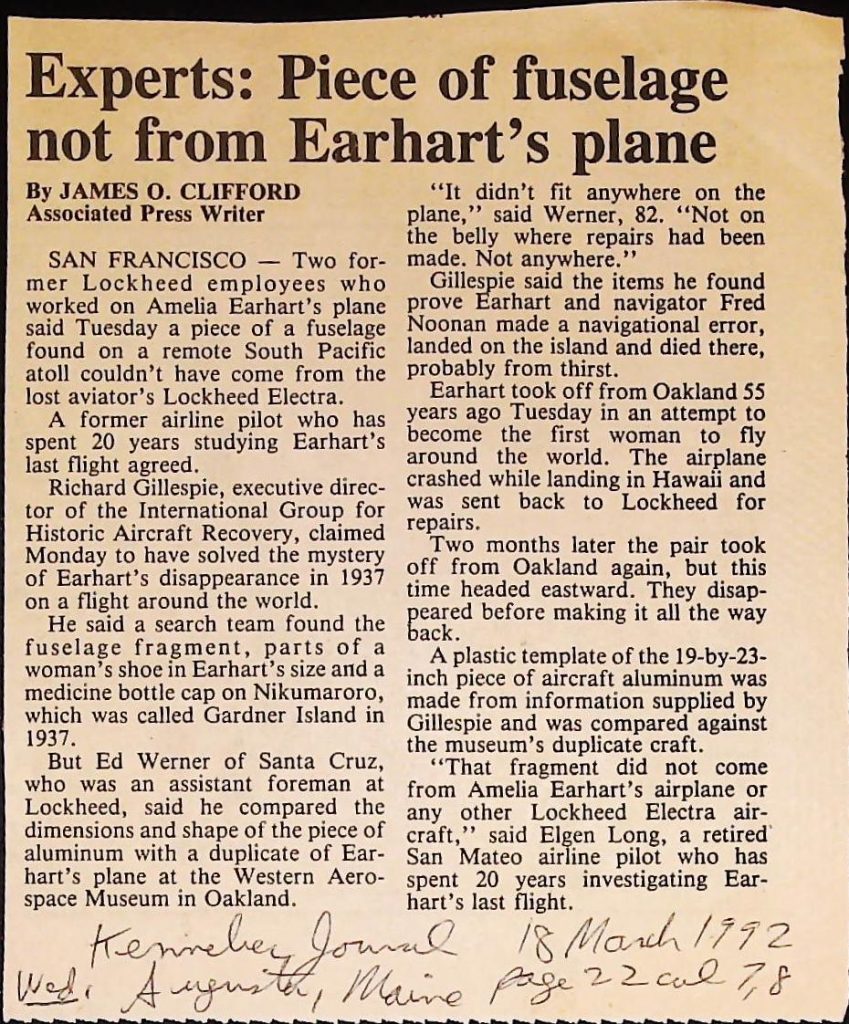 Experts: Piece of fuselage
not from Earhart's plane
By JAMES O. CLIFFORD
Associated Press Writer
SAN FRANCISCO — Two for-
mer Lockheed employees who
worked on Amelia Earhart's plane
said Tuesday a piece of a fuselage
found on a remote South Pacific
atoll couldn't have come from the
lost aviator's Lockheed Electra.
A former airline pilot who has
spent 20 years studying Earhart's
last flight agreed.
Richard Gillespie, executive direc-
tor of the International Group for
Historic Aircraft Recovery, claimed
Monday to have solved the mystery
of Earhart's disappearance in 1937
on a flight around the world.
He said a search team found the
fuselage fragment, parts of a
woman's shoe in Earhart's size and a
medicine bottle cap on Nikumaroro,
which was called Gardner Island in
1937.
But Ed Werner of Santa Cruz,
who was an assistant foreman at
Lockheed, said he compared the
dimensions and shape of the piece of
aluminum with a duplicate of Ear-
hart's plane at the Western Aero-
space Museum in Oakland.
"It didn't fit anywhere on the
plane," said Werner, 82. "Not on
the belly where repairs had been
made. Not anywhere."
Gillespie said the items he found
prove Earhart and navigator Fred
Noonan made a navigational error,
landed on the island and died there,
probably from thirst.
Earhart took off from Oakland 55
years ago Tuesday in an attempt to
become the first woman to fly
around the world. The airplane
crashed while landing in Hawaii and
was sent back to Lockheed for
repairs.
Two months later the pair took
off from Oakland again, but this
time headed eastward. They disap-
peared before making it all the way
back.
A plastic template of the 19-by-23-
inch piece of aircraft aluminum was
made from information supplied by
Gillespie and was compared against
the museum's duplicate craft.
"That fragment did not come
from Amelia Earhart's airplane or
any other Lockheed Electra air-
craft," said Elgen Long, a retired
San Mateo airline pilot who has
spent 20 years investigating Ear-
hart's last flight.
Kennebec Journal 18 March 1992
Wed. Augusta, Maine page 22 col 7,8